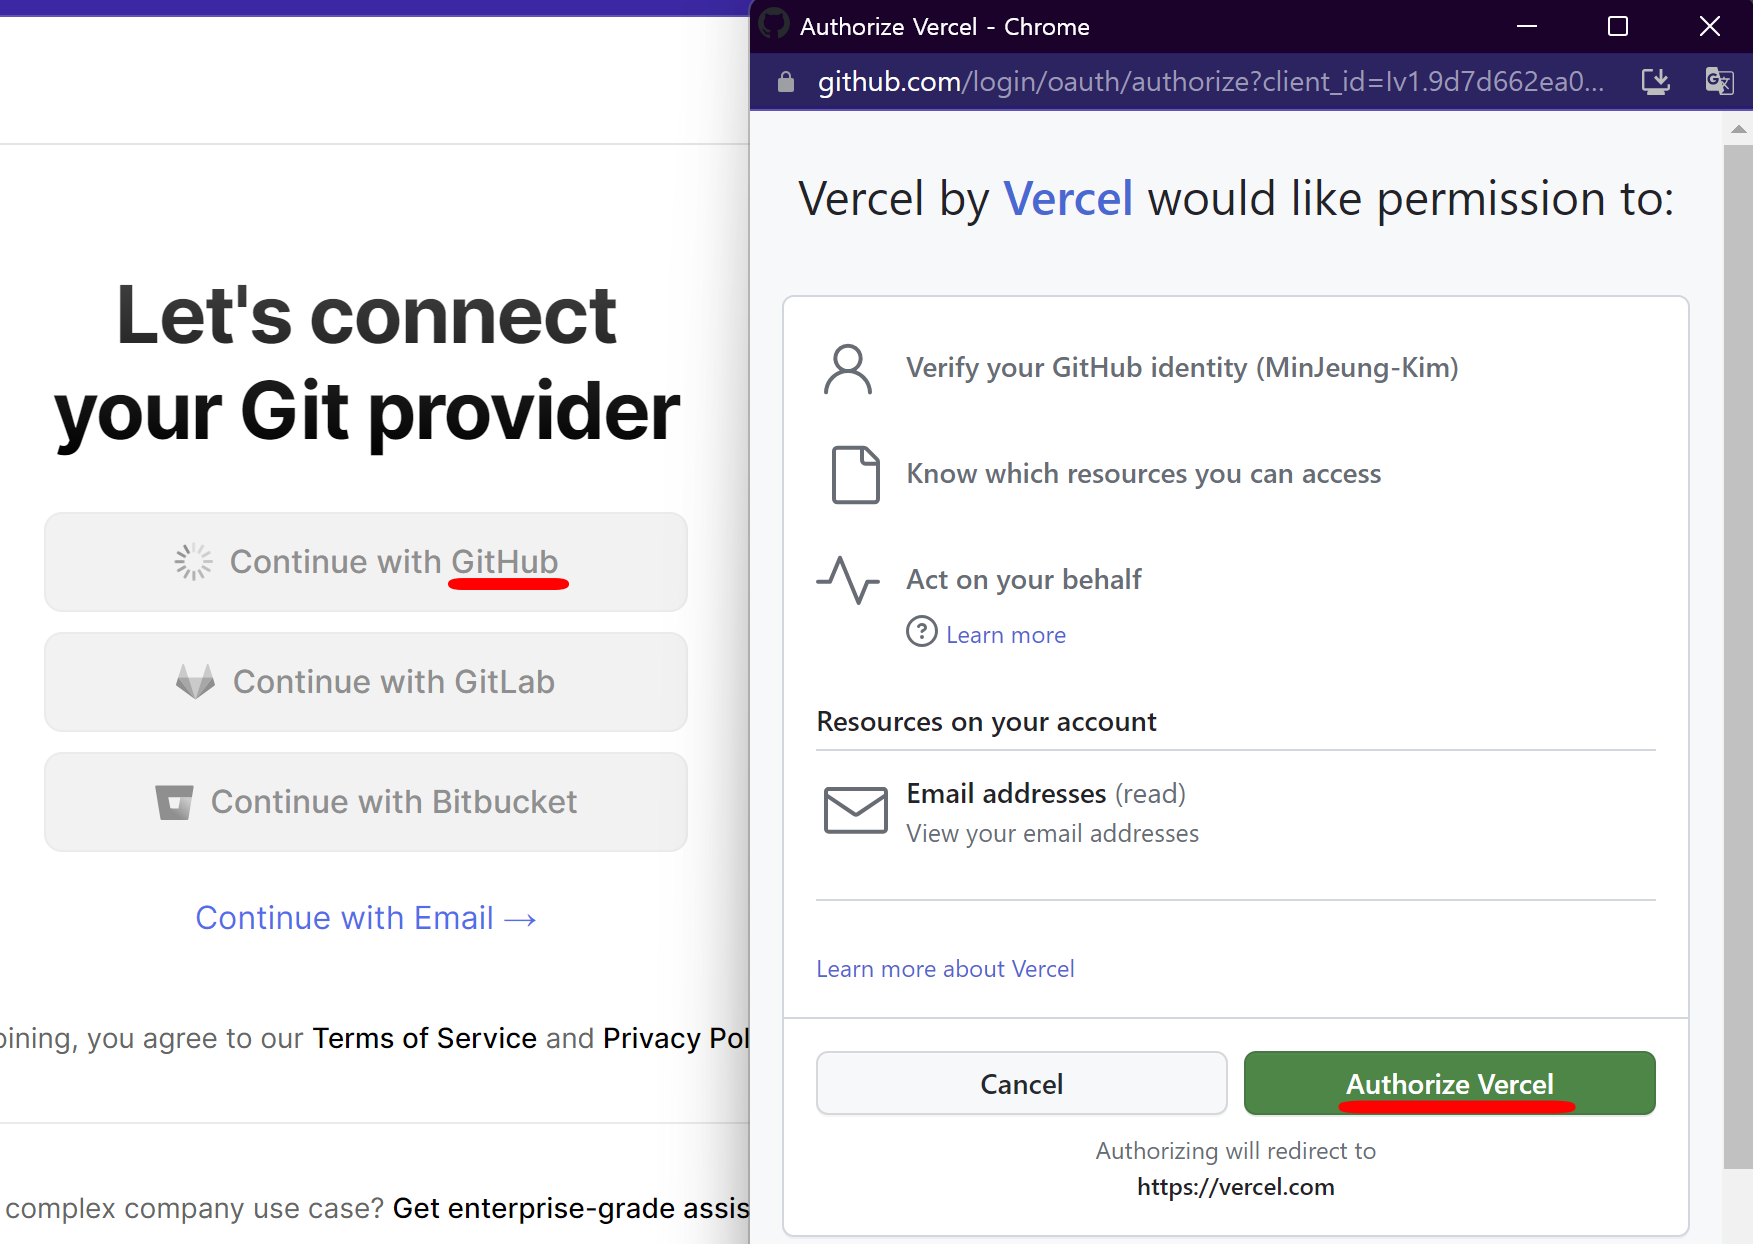 Let's connect
your Git provider
Continue with GitHub
Continue with GitLab
Continue with Bitbucket
Continue with Email →
you agree to our Terms of Service and Privacy
complex company use case? Get enterprise-grade
Authorize Vercel - Chrome
github.com/login/oauth/authorize?client_id=Iv1.9d7d662ea0...
Vercel by Vercel would like permission to:
Verify your GitHub identity (MinJeung-Kim)
Know which resources you can access
Act on your behalf
Learn more
Resources on your account
Email addresses (read)
View your email addresses
Learn more about Vercel
Cancel
Authorize Vercel
Authorizing will redirect to
https://vercel.com